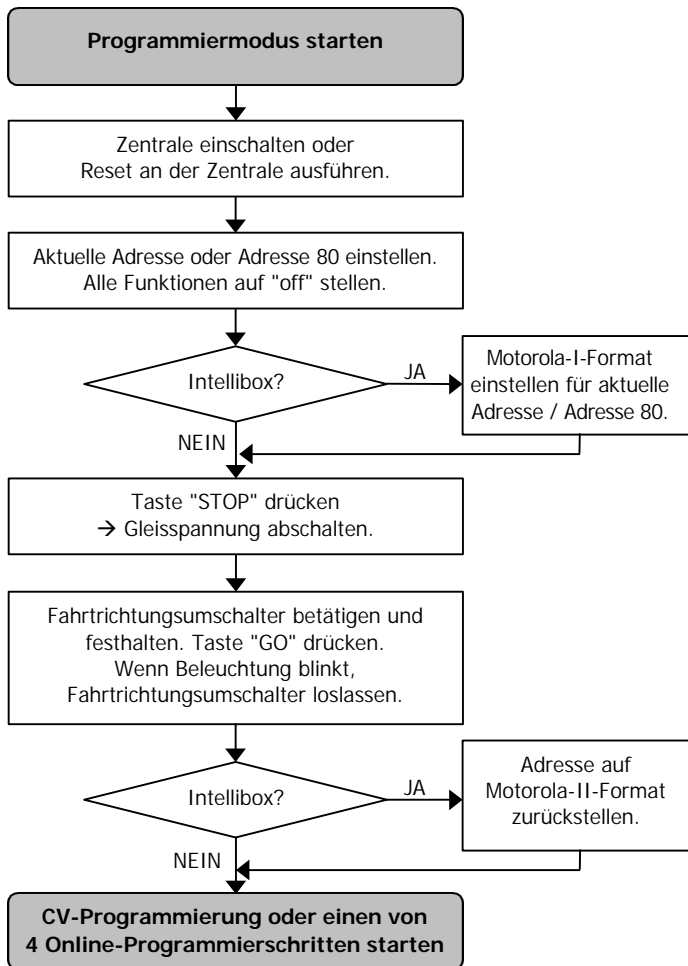 Programmiermodus starten
Zentrale einschalten oder
Reset an der Zentrale ausführen.
Aktuelle Adresse oder Adresse 80 einstellen.
Alle Funktionen auf "off" stellen.
Intellibox?
JA
Motorola-I-Format
einstellen für aktuelle
Adresse / Adresse 80.
NEIN
Taste "STOP" drücken
→ Gleisspannung abschalten.
Fahrtrichtungsumschalter betätigen und
festhalten. Taste "GO" drücken.
Wenn Beleuchtung blinkt,
Fahrtrichtungsumschalter loslassen.
Intellibox?
JA
Adresse auf
Motorola-II-Format
zurückstellen.
NEIN
CV-Programmierung oder einen von
4 Online-Programmierschritten starten